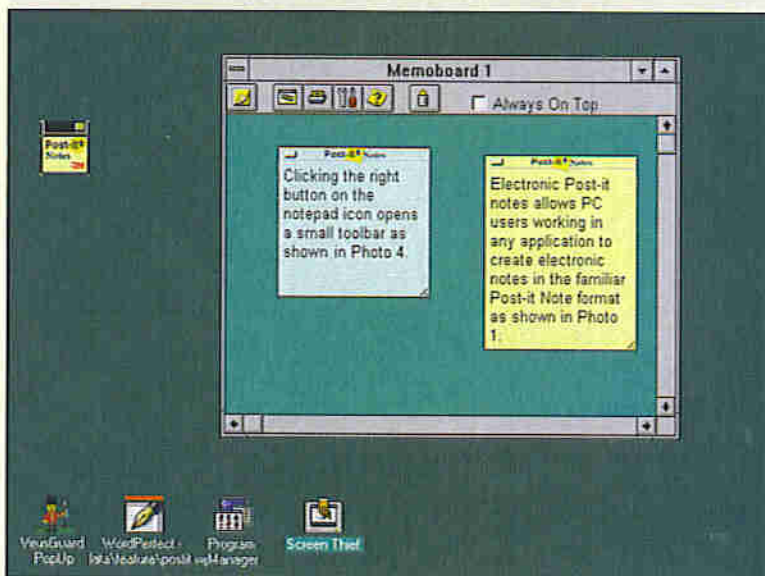 Memoboard 1
Always On Top
Post-it®
Notes
Post-it® Notes
Clicking the right
button on the
notepad icon opens
a small toolbar as
shown in Photo 4.
Post-it® Notes
Electronic Post-it
notes allows PC
users working in
any application to
create electronic
notes in the familiar
Post-it Note format
as shown in Photo
1.
VirusGuard
PopUp
WordPerfect -
Program
Manager
Screen Thief